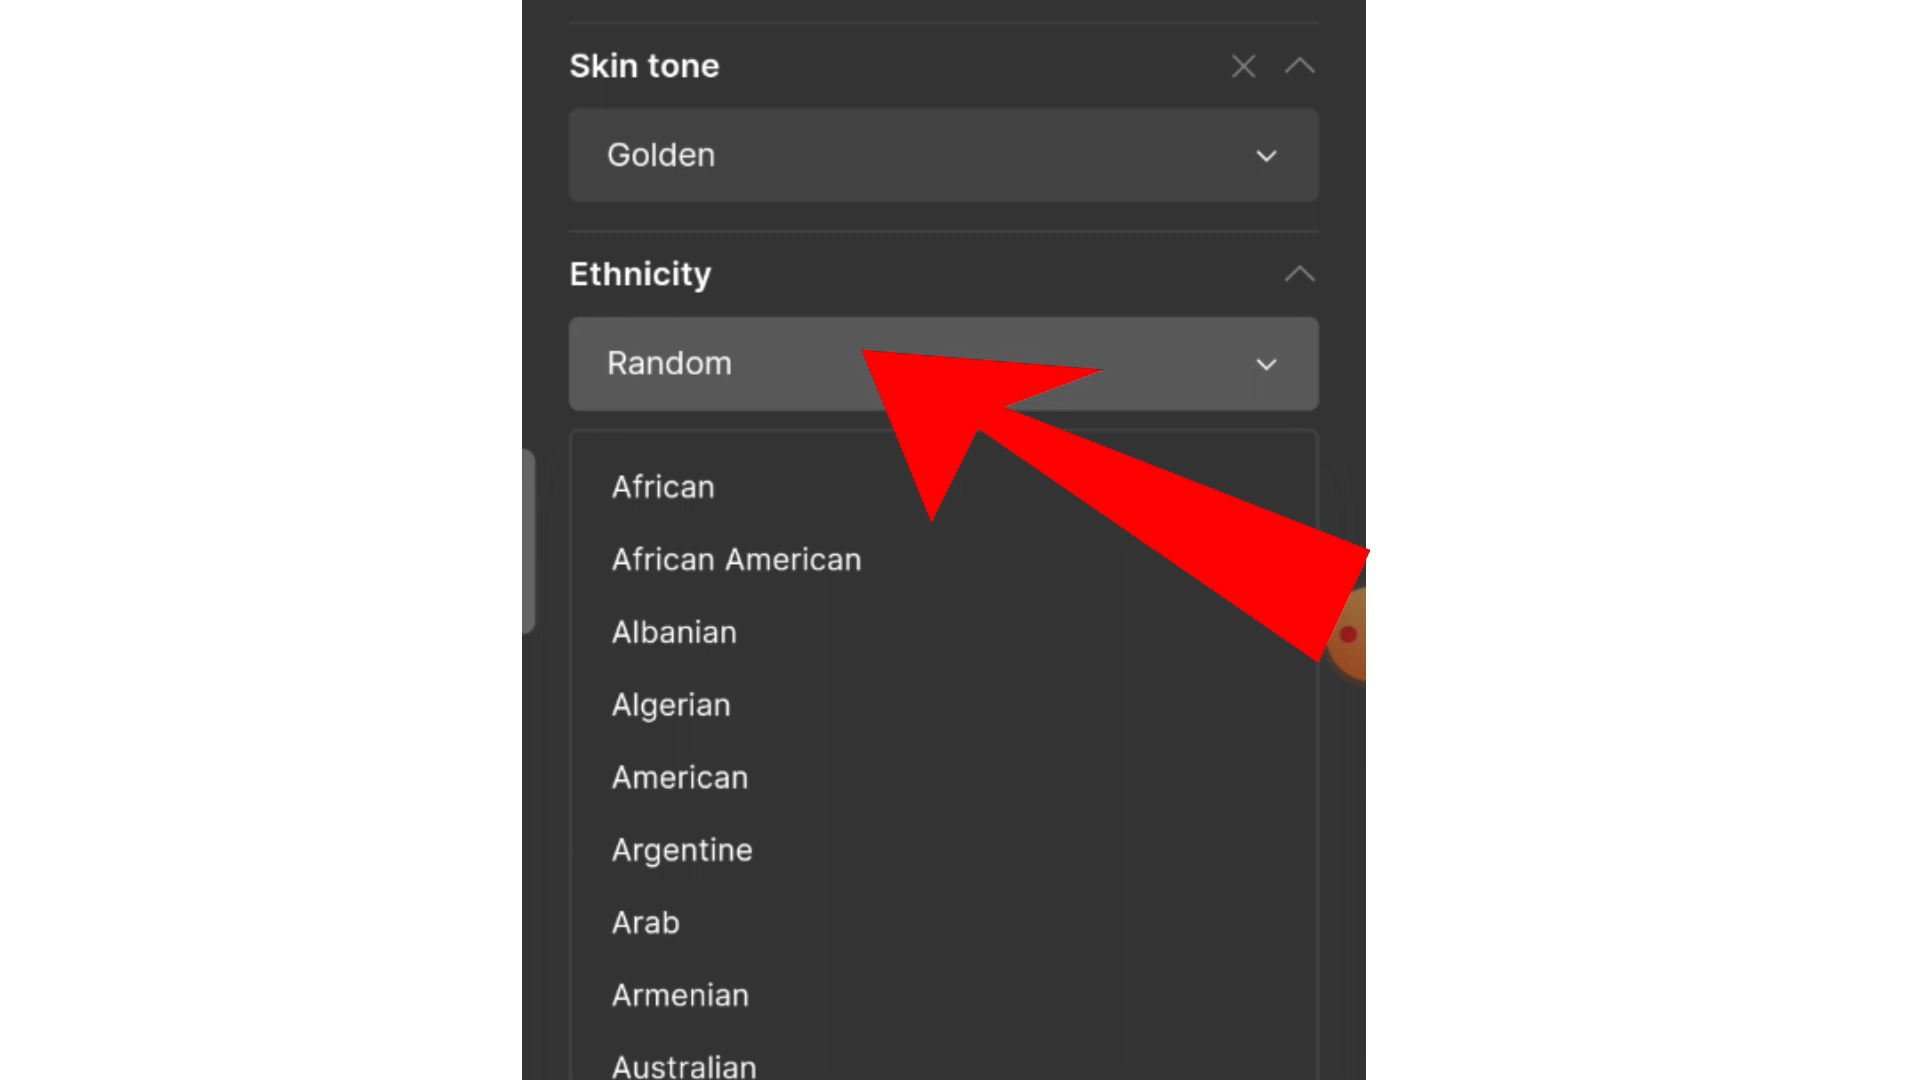 Skin tone
Golden
Ethnicity
Random
African
African American
Albanian
Algerian
American
Argentine
Arab
Armenian
Australian